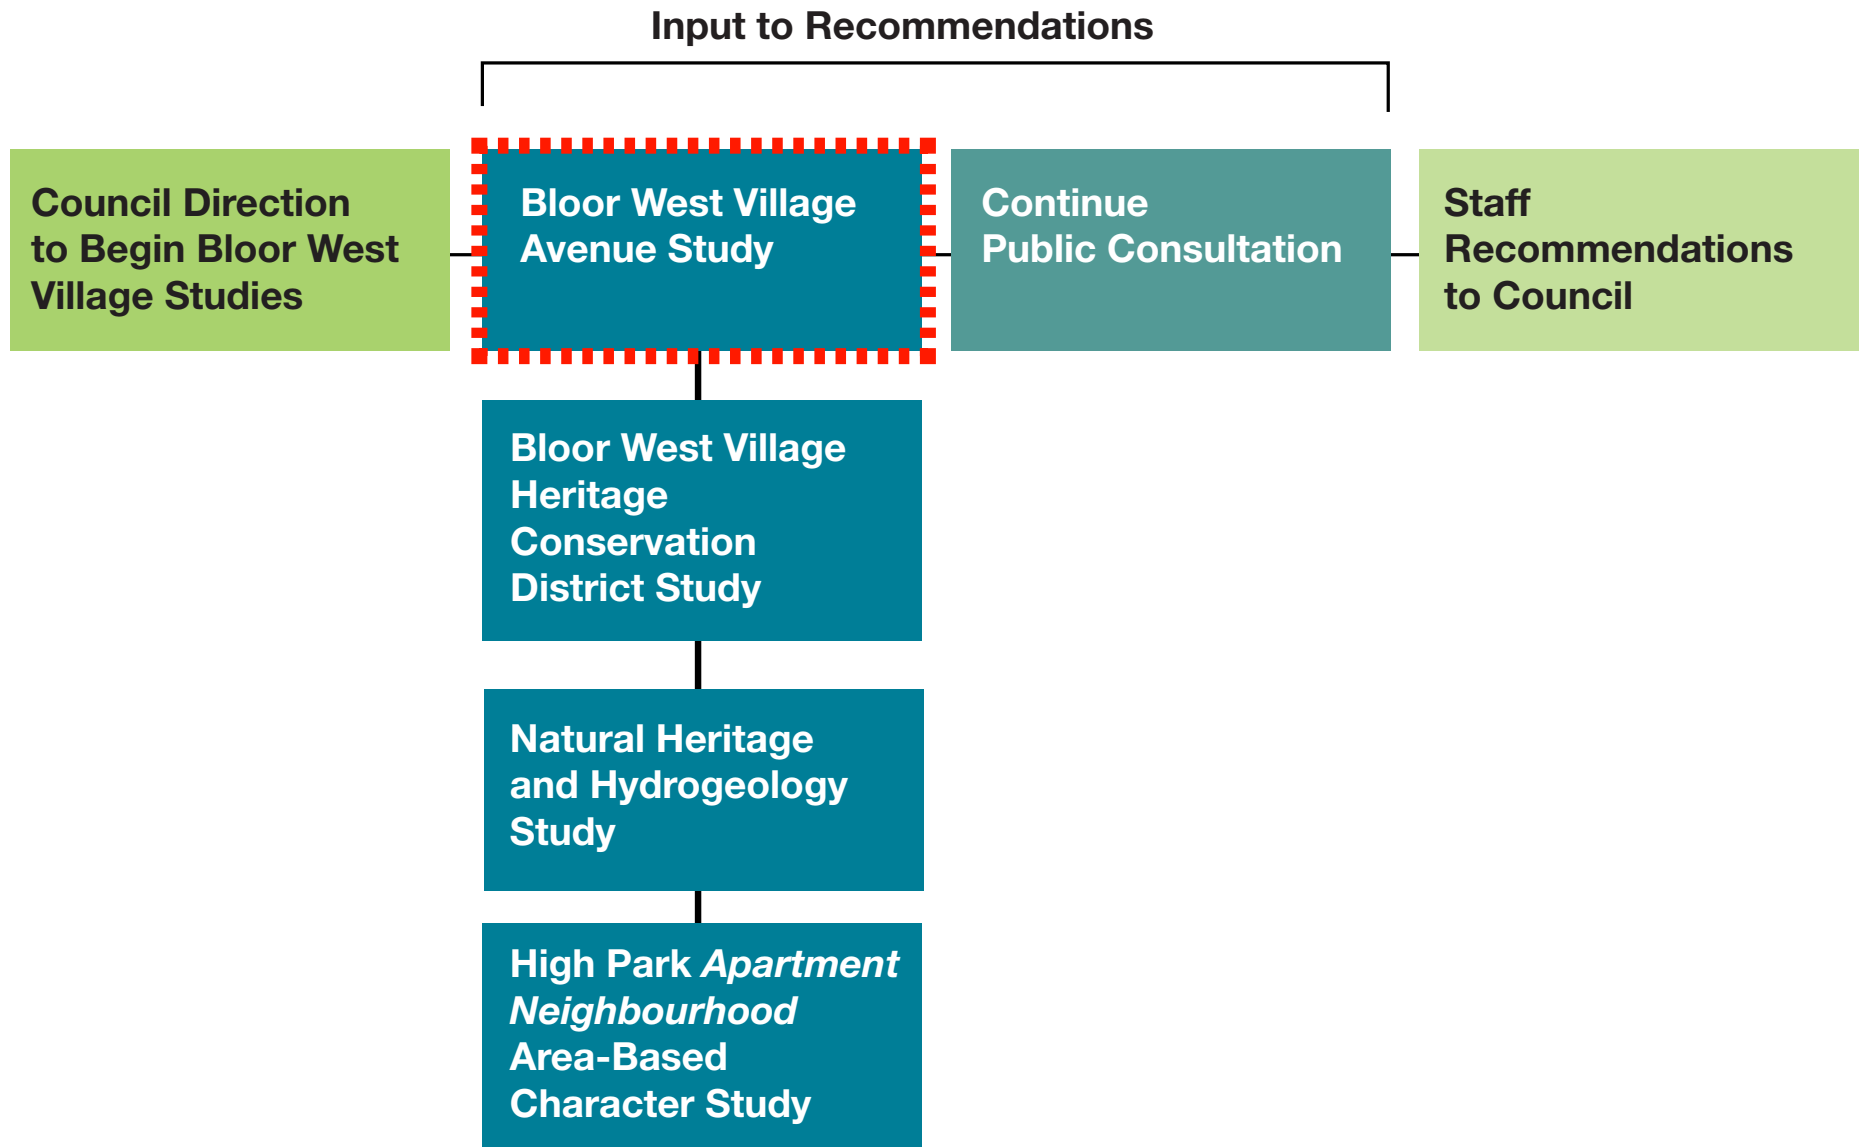 Input to Recommendations
Council Direction
to Begin Bloor West
Village Studies
Bloor West Village
Avenue Study
Continue
Public Consultation
Staff
Recommendations
to Council
Bloor West Village
Heritage
Conservation
District Study
Natural Heritage
and Hydrogeology
Study
High Park Apartment
Neighbourhood
Area-Based
Character Study